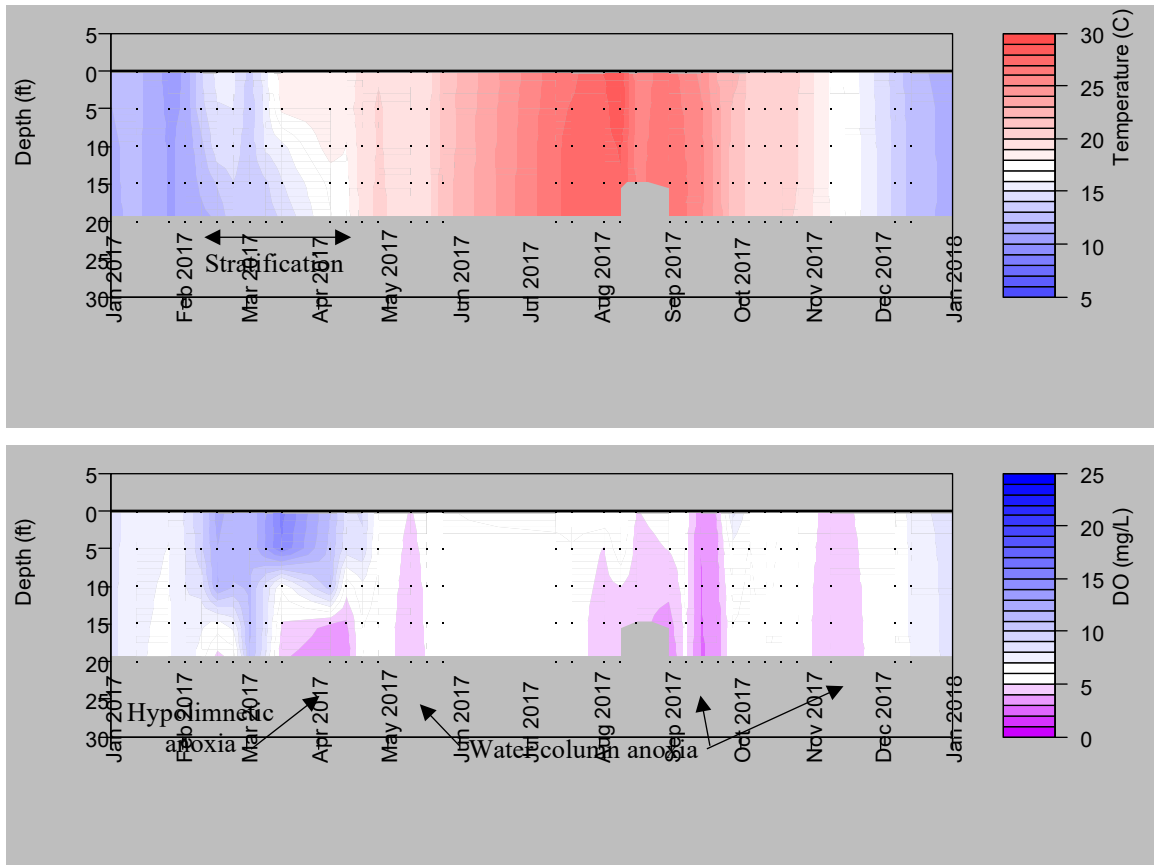 5
0
5
10
15
20
25
30
Depth (ft)
Jan 2017
Feb 2017
Mar 2017
Apr 2017
May 2017
Jun 2017
Jul 2017
Aug 2017
Sep 2017
Oct 2017
Nov 2017
Dec 2017
Jan 2018
Stratification
30
25
20
15
10
5
Temperature (C)
5
0
5
10
15
20
25
30
Depth (ft)
Jan 2017
Feb 2017
Mar 2017
Apr 2017
May 2017
Jun 2017
Jul 2017
Aug 2017
Sep 2017
Oct 2017
Nov 2017
Dec 2017
Jan 2018
Hypolimnetic
anoxia
Water column anoxia
25
20
15
10
5
0
DO (mg/L)